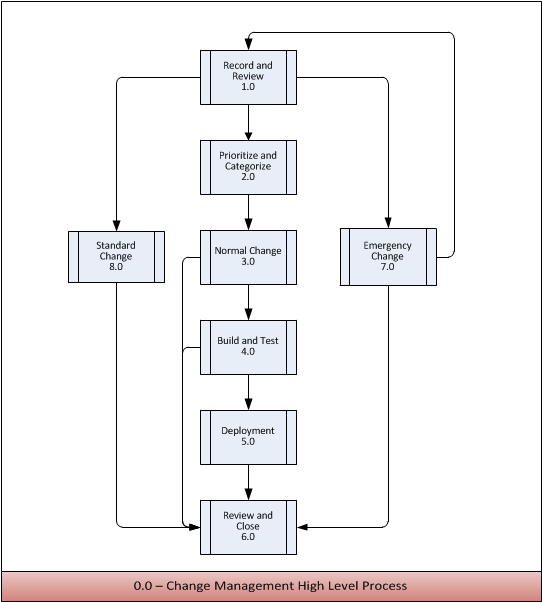 Record and
Review
1.0
Prioritize and
Categorize
2.0
Standard
Change
8.0
Normal Change
3.0
Emergency
Change
7.0
Build and Test
4.0
Deployment
5.0
Review and
Close
6.0
0.0 – Change Management High Level Process